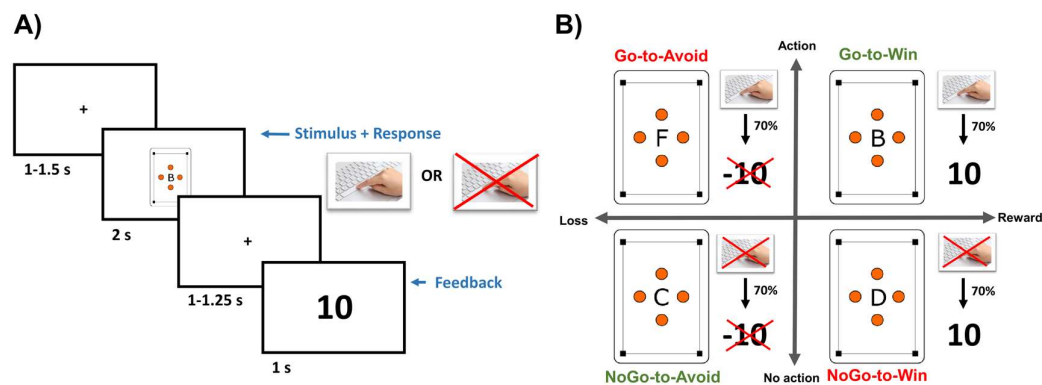 A)
+
1-1.5 s
Stimulus + Response
B
2 s
OR
+
1-1.25 s
Feedback
10
1 s
B)
Action
Go-to-Avoid
Go-to-Win
F
70%
-10
B
70%
10
Loss
Reward
C
70%
-10
D
70%
10
NoGo-to-Avoid
No action
NoGo-to-Win